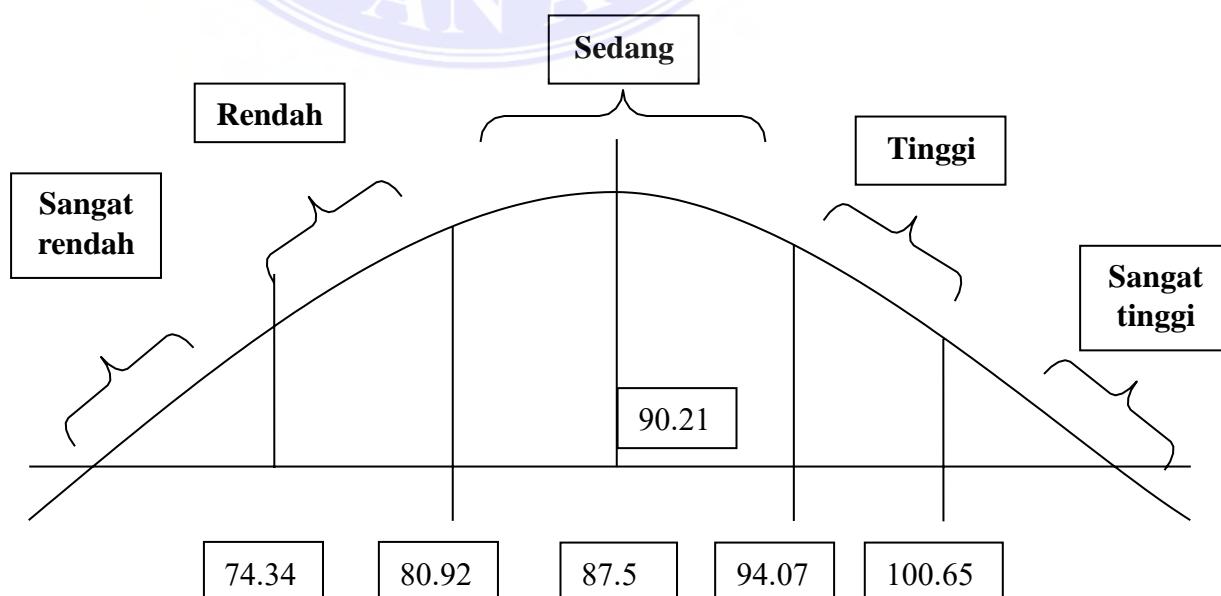 ANA
Sedang
Rendah
Tinggi
Sangat
rendah
Sangat
tinggi
90.21
74.34
80.92
87.5
94.07
100.65